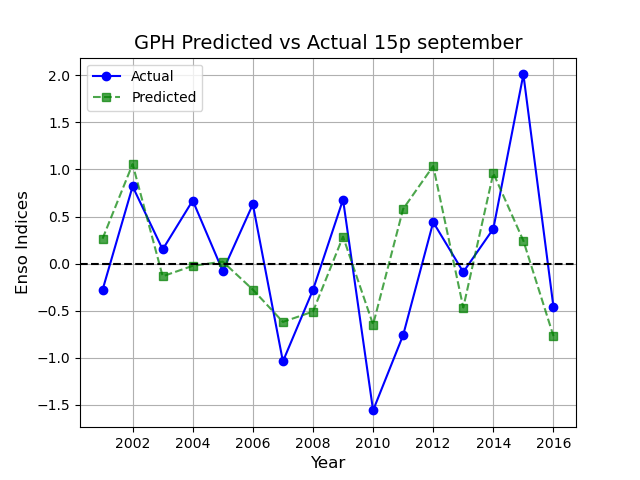 GPH Predicted vs Actual 15p september
Actual
Predicted
2.0
1.5
1.0
0.5
0.0
−0.5
−1.0
−1.5
Enso Indices
2002 2004 2006 2008 2010 2012 2014 2016
Year